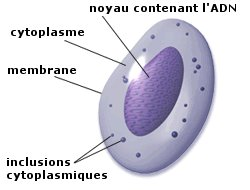 noyau contenant l'ADN
cytoplasme
membrane
inclusions
cytoplasmiques